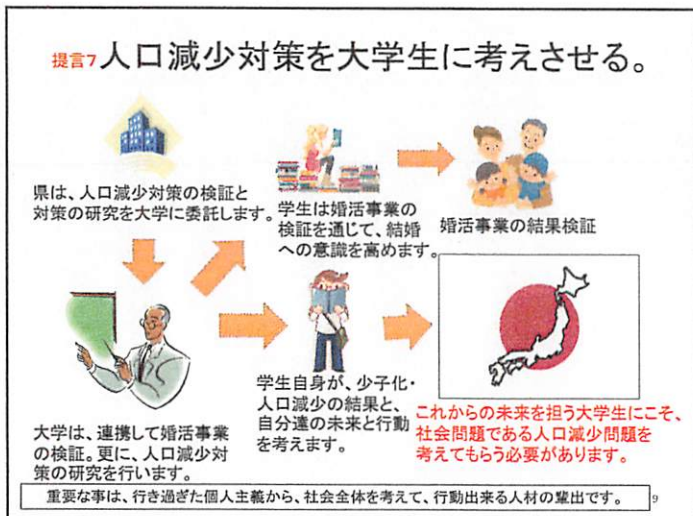 提言7人口減少対策を大学生に考えさせる。
県は、人口減少対策の検証と
対策の研究を大学に委託します。
学生は婚活事業の
検証を通じて、結婚
への意識を高めます。
婚活事業の結果検証
大学は、連携して婚活事業
の検証。更に、人口減少対
策の研究を行います。
学生自身が、少子化・
人口減少の結果と、
自分達の未来と行動
を考えます。
これからの未来を担う大学生にこそ、
社会問題である人口減少問題を
考えてもらう必要があります。
重要な事は、行き過ぎた個人主義から、社会全体を考えて、行動出来る人材の輩出です。
9